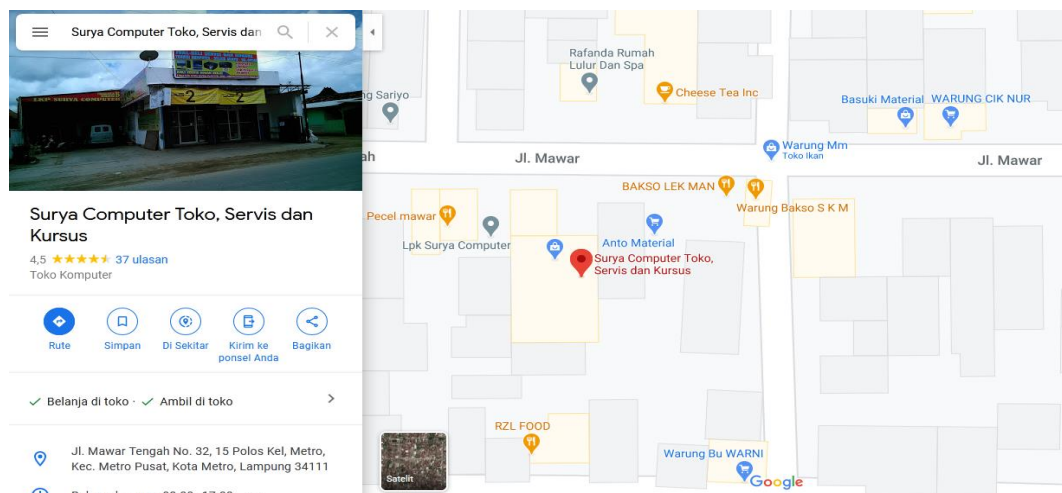 Surya Computer Toko, Servis dan
LKP SURYA COMPUTER
Surya Computer Toko, Servis dan
Kursus
4,5
37 ulasan
Toko Komputer
Rute
Simpan
Di Sekitar
Kirim ke
ponsel Anda
Bagikan
Belanja di toko · Ambil di toko
Jl. Mawar Tengah No. 32, 15 Polos Kel, Metro,
Kec. Metro Pusat, Kota Metro, Lampung 34111
Rafanda Rumah
Lulur Dan Spa
Cheese Tea Inc
ng Sariyo
Basuki Material
WARUNG CIK NUR
Warung Mm
Toko Ikan
ah
Jl. Mawar
Jl. Mawar
BAKSO LEK MAN
Warung Bakso S K M
Pecel mawar
Lpk Surya Computer
Anto Material
Surya Computer Toko,
Servis dan Kursus
RZL FOOD
Warung Bu WARNI
Satelit
Google